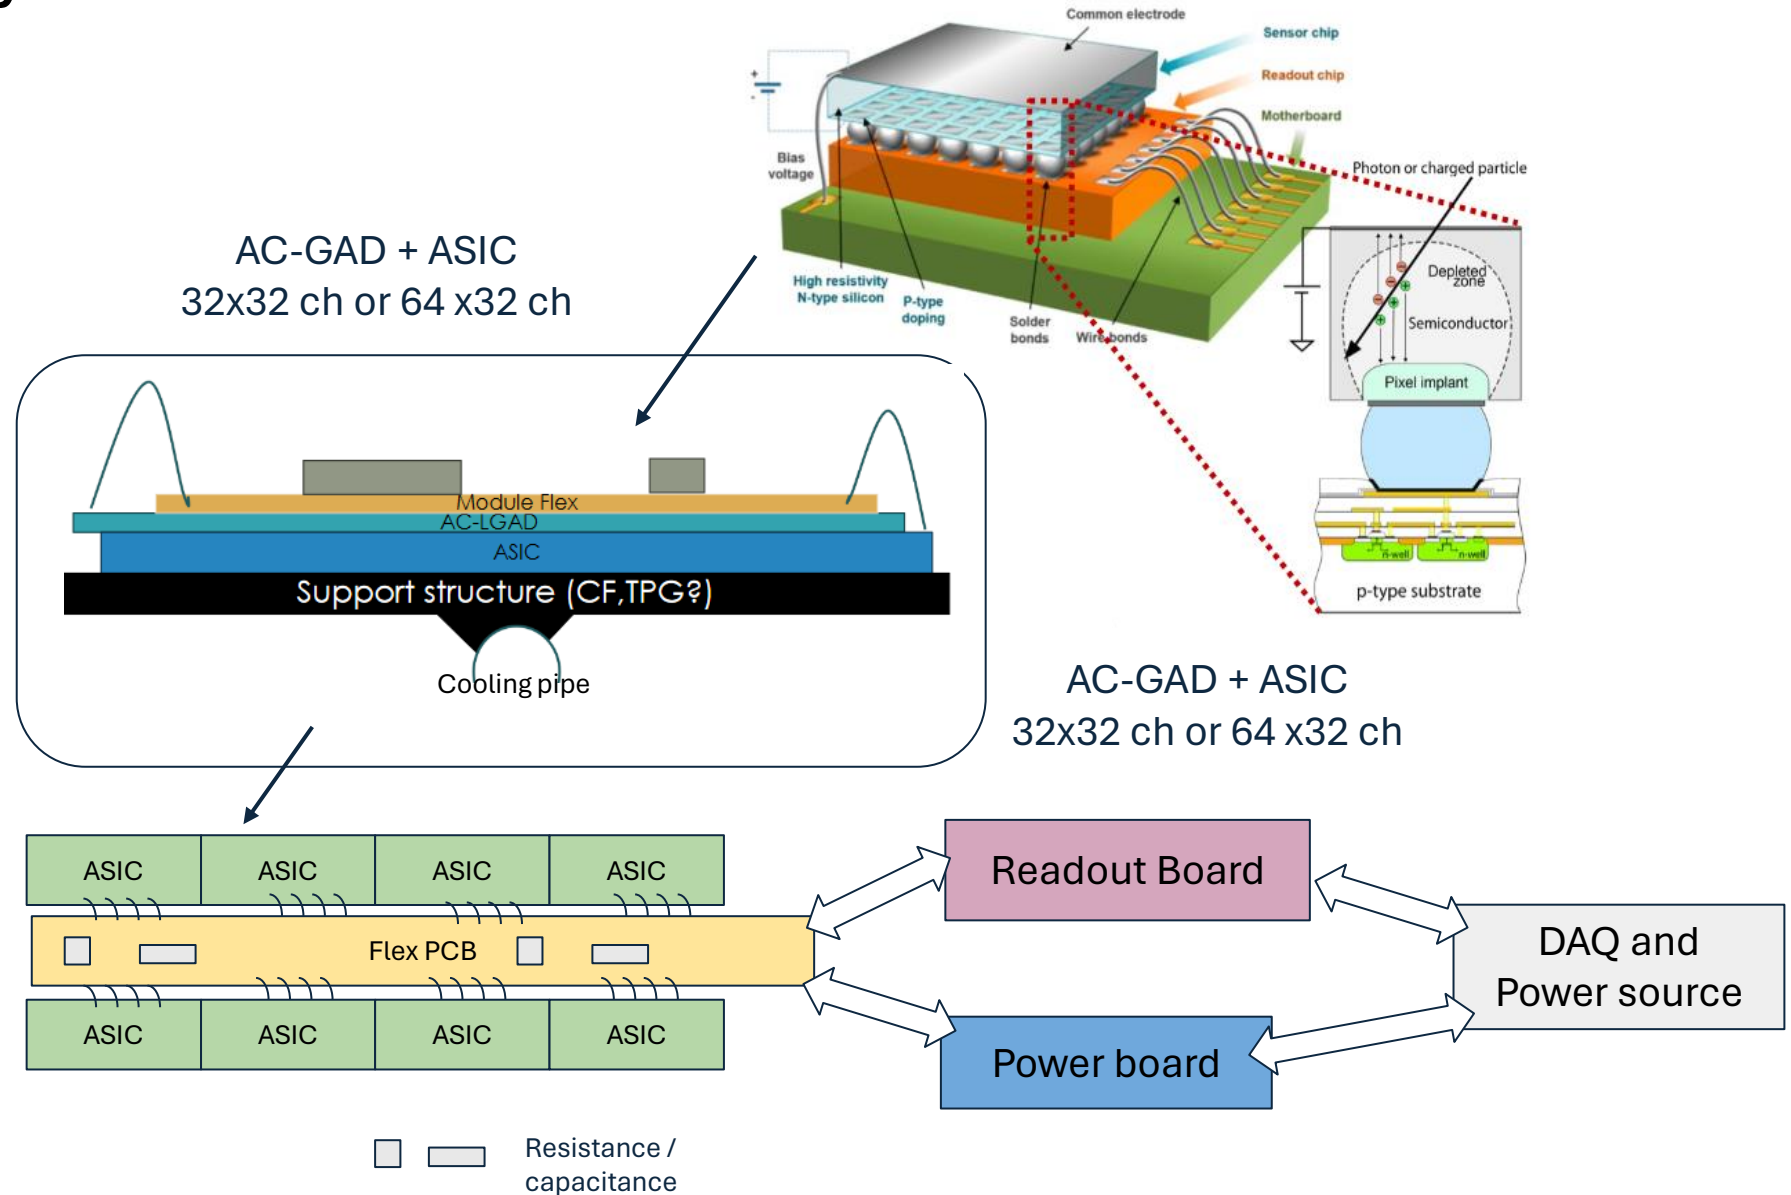 Common electrode
Sensor chip
Readout chip
Motherboard
+
-
Bias
voltage
Photon or charged particle
High resistivity
N-type silicon
P-type
doping
Solder
bonds
Wire bonds
Depleted
zone
Semiconductor
Pixel implant
n-well
n-well
p-type substrate
AC-GAD + ASIC
32x32 ch or 64 x32 ch
Module Flex
AC-LGAD
ASIC
Support structure (CF,TPG?)
Cooling pipe
AC-GAD + ASIC
32x32 ch or 64 x32 ch
ASIC
ASIC
ASIC
ASIC
Flex PCB
ASIC
ASIC
ASIC
ASIC
Readout Board
Power board
DAQ and
Power source
Resistance /
capacitance